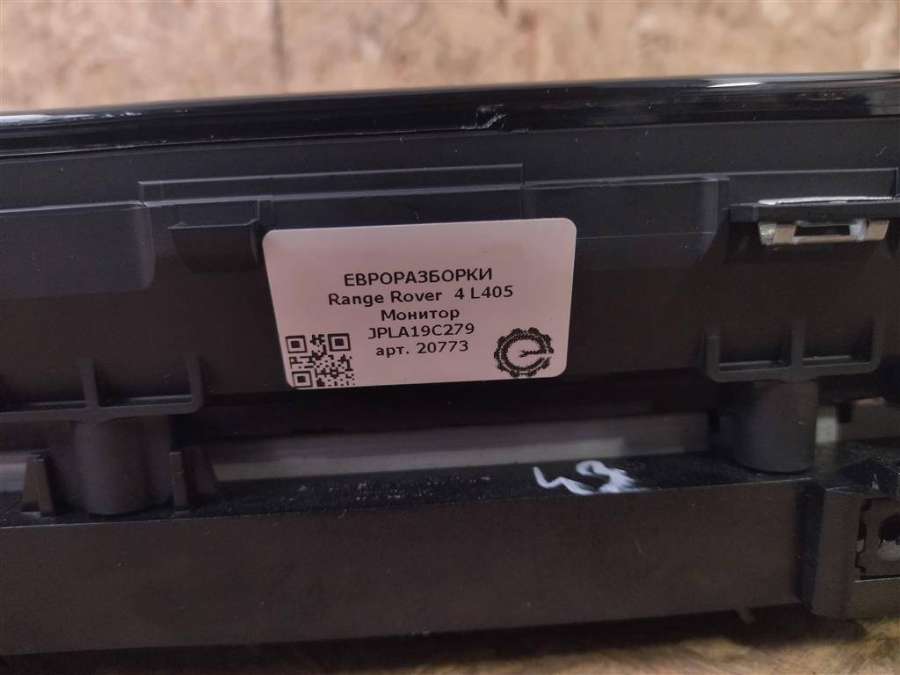 ЕВРОРАЗБОРКИ
Range Rover 4 L405
Монитор
JPLA19C279
арт. 20773